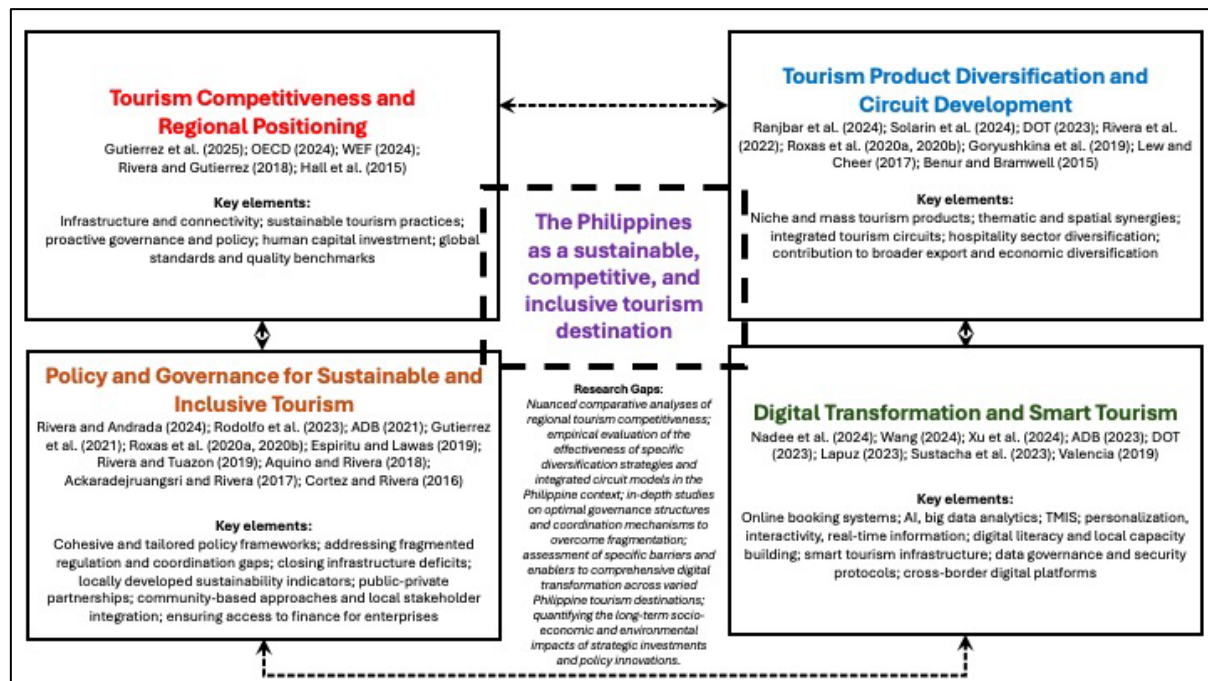 Tourism Competitiveness and
Regional Positioning
Gutierrez et al. (2025); OECD (2024); WEF (2024);
Rivera and Gutierrez (2018); Hall et al. (2015)
Key elements:
Infrastructure and connectivity; sustainable tourism practices;
proactive governance and policy; human capital investment; global
standards and quality benchmarks
Tourism Product Diversification and
Circuit Development
Ranjbar et al. (2024); Solarin et al. (2024); DOT (2023); Rivera et al.
(2022); Roxas et al. (2020a, 2020b); Goryushkina et al. (2019); Lew and
Cheer (2017); Benur and Bramwell (2015)
Key elements:
Niche and mass tourism products; thematic and spatial synergies;
integrated tourism circuits; hospitality sector diversification;
contribution to broader export and economic diversification
The Philippines
as a sustainable,
competitive, and
inclusive tourism
destination
Policy and Governance for Sustainable and
Inclusive Tourism
Rivera and Andrada (2024); Rodolfo et al. (2023); ADB (2021); Gutierrez
et al. (2021); Roxas et al. (2020a, 2020b); Espiritu and Lawas (2019);
Rivera and Tuazon (2019); Aquino and Rivera (2018);
Ackaradejruangsri and Rivera (2017); Cortez and Rivera (2016)
Key elements:
Cohesive and tailored policy frameworks; addressing fragmented
regulation and coordination gaps; closing infrastructure deficits;
locally developed sustainability indicators; public-private
partnerships; community-based approaches and local stakeholder
integration; ensuring access to finance for enterprises
Research Gaps:
Nuanced comparative analyses of
regional tourism competitiveness;
empirical evaluation of the
effectiveness of specific
diversification strategies and
integrated circuit models in the
Philippine context; in-depth studies
on optimal governance structures
and coordination mechanisms to
overcome fragmentation;
assessment of specific barriers and
enablers to comprehensive digital
transformation across varied
Philippine tourism destinations;
quantifying the long-term socio-
economic and environmental
impacts of strategic investments
and policy innovations.
Digital Transformation and Smart Tourism
Nadee et al. (2024); Wang (2024); Xu et al. (2024); ADB (2023); DOT
(2023); Lapuz (2023); Sustacha et al. (2023); Valencia (2019)
Key elements:
Online booking systems; AI, big data analytics; TMIS; personalization,
interactivity, real-time information; digital literacy and local capacity
building; smart tourism infrastructure; data governance and security
protocols; cross-border digital platforms